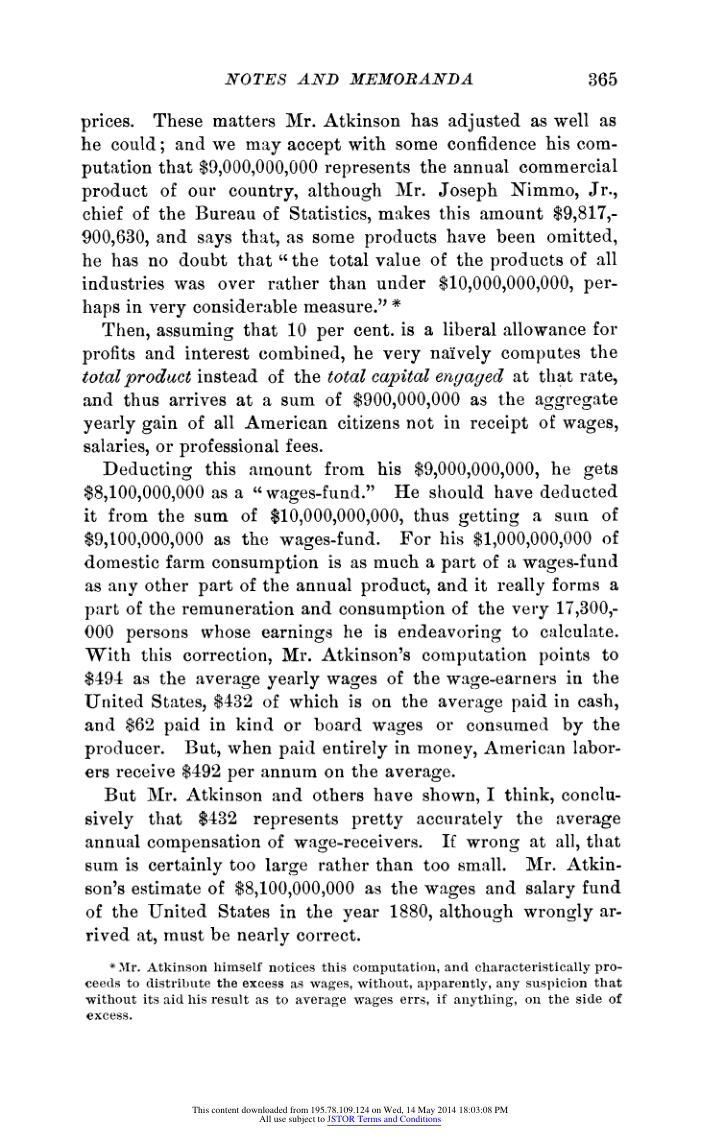 NOTES AND MEMORANDA 365
prices. These matters Mr. Atkinson has adjusted as well as
he could; and we may accept with some confidence his com-
putation that $9,000,000,000 represents the annual commercial
product of our country, although Mr. Joseph Nimmo, Jr.,
chief of the Bureau of Statistics, makes this amount $9,817,-
900,630, and says that, as some products have been omitted,
he has no doubt that "the total value of the products of all
industries was over rather than under $10,000,000,000, per-
haps in very considerable measure." *
Then, assuming that 10 per cent. is a liberal allowance for
profits and interest combined, he very naïvely computes the
total product instead of the total capital engaged at that rate,
and thus arrives at a sum of $900,000,000 as the aggregate
yearly gain of all American citizens not in receipt of wages,
salaries, or professional fees.
Deducting this amount from his $9,000,000,000, he gets
$8,100,000,000 as a "wages-fund." He should have deducted
it from the sum of $10,000,000,000, thus getting a sum of
$9,100,000,000 as the wages-fund. For his $1,000,000,000 of
domestic farm consumption is as much a part of a wages-fund
as any other part of the annual product, and it really forms a
part of the remuneration and consumption of the very 17,300,-
000 persons whose earnings he is endeavoring to calculate.
With this correction, Mr. Atkinson's computation points to
$494 as the average yearly wages of the wage-earners in the
United States, $432 of which is on the average paid in cash,
and $62 paid in kind or board wages or consumed by the
producer. But, when paid entirely in money, American labor-
ers receive $492 per annum on the average.
But Mr. Atkinson and others have shown, I think, conclu-
sively that $432 represents pretty accurately the average
annual compensation of wage-receivers. If wrong at all, that
sum is certainly too large rather than too small. Mr. Atkin-
son's estimate of $8,100,000,000 as the wages and salary fund
of the United States in the year 1880, although wrongly ar-
rived at, must be nearly correct.
* Mr. Atkinson himself notices this computation, and characteristically pro-
ceeds to distribute the excess as wages, without, apparently, any suspicion that
without its aid his result as to average wages errs, if anything, on the side of
excess.
This content downloaded from 195.78.109.124 on Wed, 14 May 2014 18:03:08 PM
All use subject to JSTOR Terms and Conditions